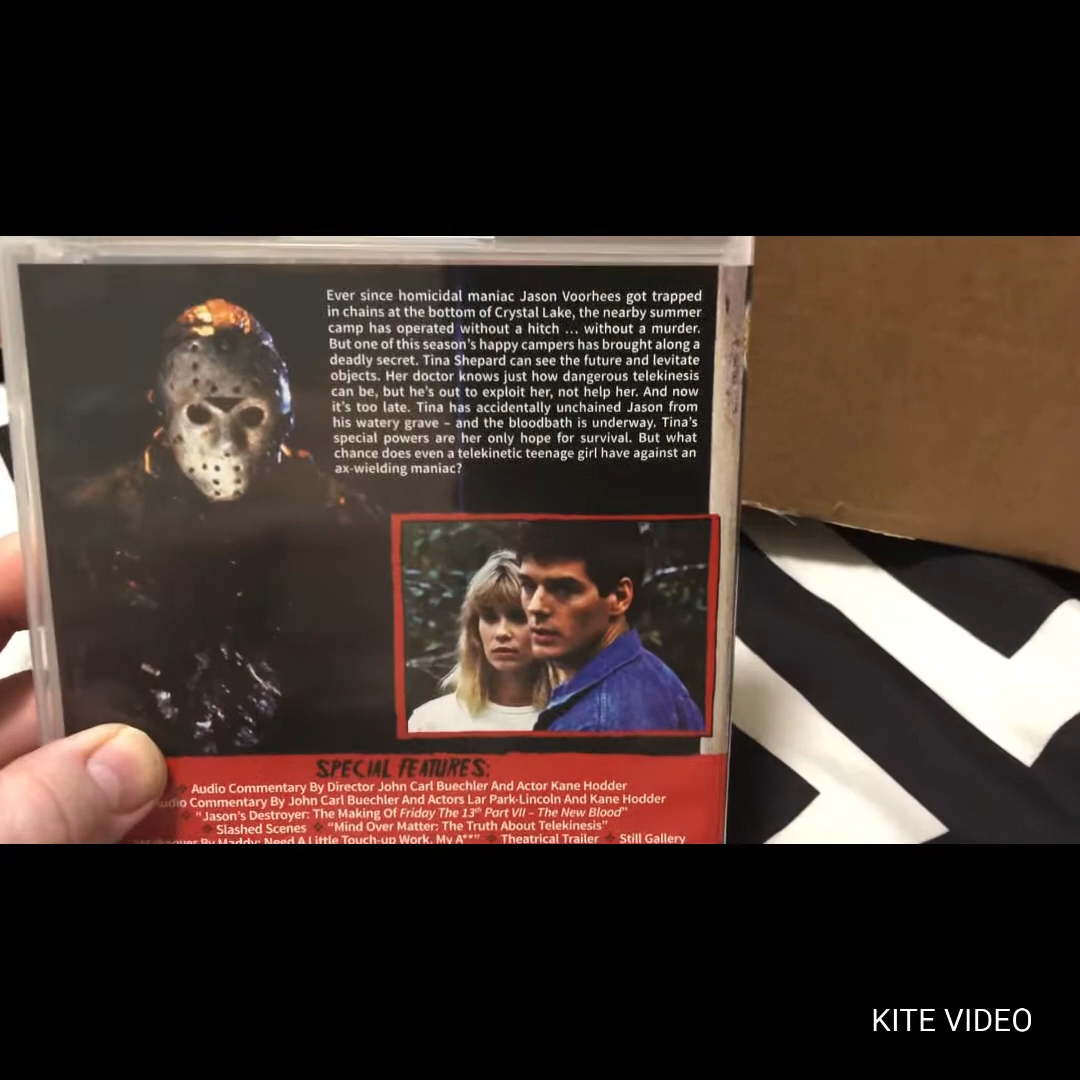 Ever since homicidal maniac Jason Voorhees got trapped
in chains at the bottom of Crystal Lake, the nearby summer
camp has operated without a hitch ... without a murder.
But one of this season's happy campers has brought along a
deadly secret. Tina Shepard can see the future and levitate
objects. Her doctor knows just how dangerous telekinesis
can be, but he's out to exploit her, not help her. And now
it's too late. Tina has accidentally unchained Jason from
his watery grave – and the bloodbath is underway. Tina's
special powers are her only hope for survival. But what
chance does even a telekinetic teenage girl have against an
ax-wielding maniac?
SPECIAL FEATURES:
Audio Commentary By Director John Carl Buechler And Actor Kane Hodder
Commentary By John Carl Buechler And Actors Lar Park-Lincoln And Kane Hodder
"Jason's Destroyer: The Making Of Friday The 13th Part VII – The New Blood"
Slashed Scenes "Mind Over Matter: The Truth About Telekinesis"
By Maddy: Need A Little Touch-up Work, My A**" Theatrical Trailer Still Gallery
KITE VIDEO